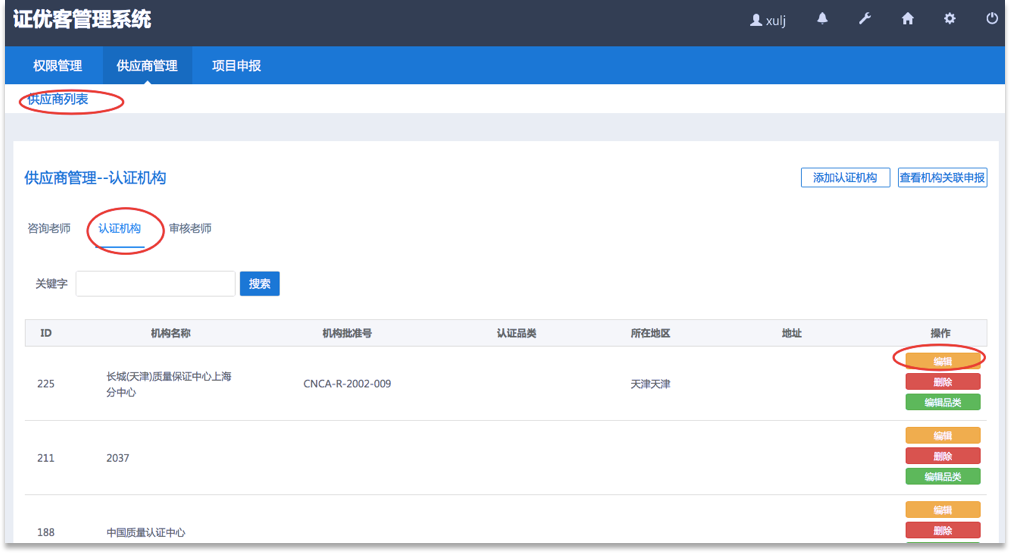 证优客管理系统
xulj
权限管理 供应商管理 项目申报
供应商列表
供应商管理--认证机构
添加认证机构 查看机构关联申报
咨询老师 认证机构 审核老师
关键字 搜索
ID 机构名称 机构批准号 认证品类 所在地区 地址 操作
编辑
225 长城(天津)质量保证中心上海 CNCA-R-2002-009 天津天津 删除
分中心
编辑品类
编辑
211 2037 删除
编辑品类
编辑
188 中国质量认证中心 删除